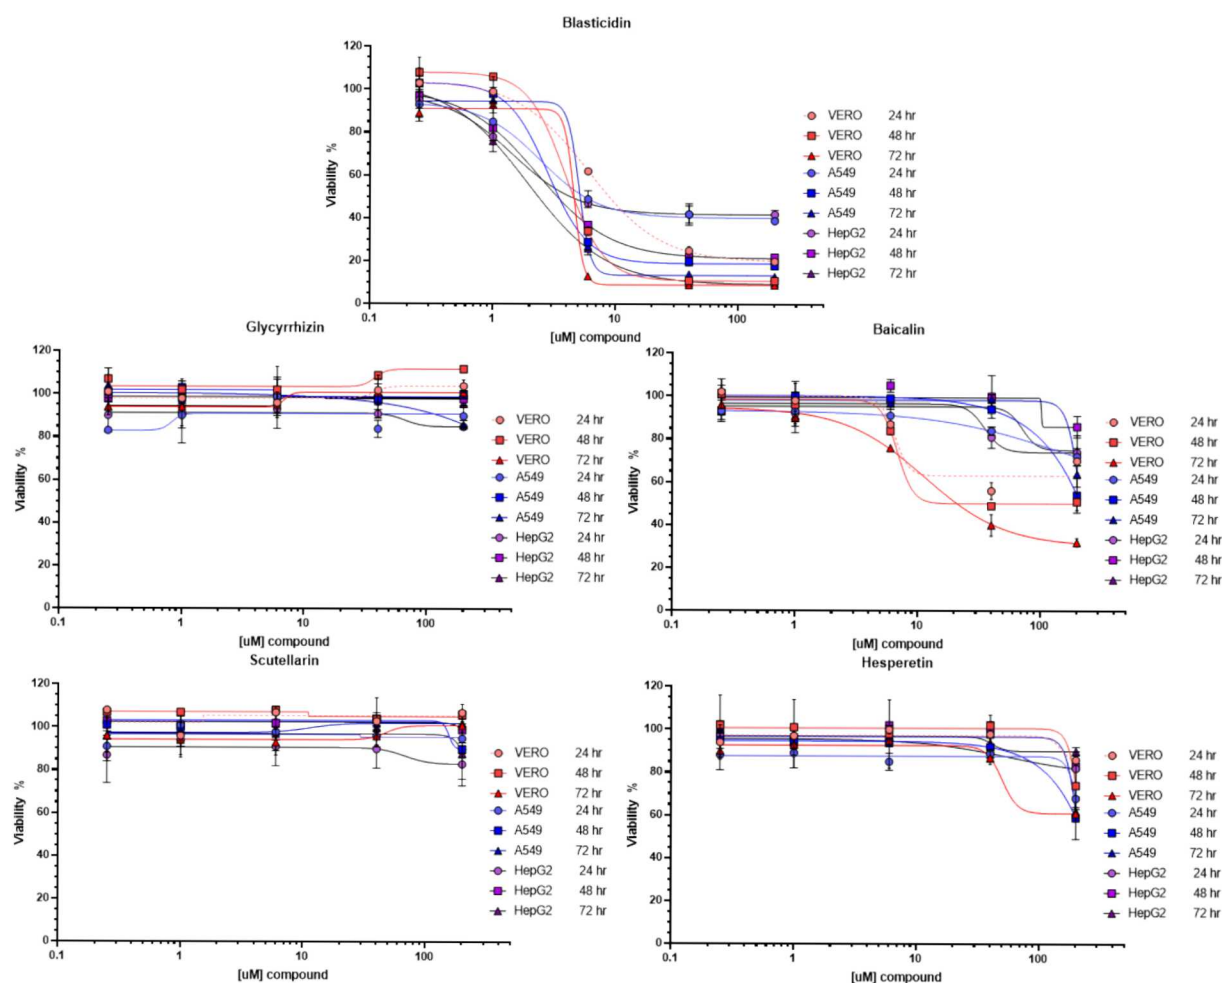 Blasticidin
120
100
80
60
40
20
0
Viability %
0.1 1 10 100
[uM] compound
VERO 24 hr
VERO 48 hr
VERO 72 hr
A549 24 hr
A549 48 hr
A549 72 hr
HepG2 24 hr
HepG2 48 hr
HepG2 72 hr
Glycyrrhizin
120
100
80
60
40
20
0
Viability %
0.1 1 10 100
[uM] compound
VERO 24 hr
VERO 48 hr
VERO 72 hr
A549 24 hr
A549 48 hr
A549 72 hr
HepG2 24 hr
HepG2 48 hr
HepG2 72 hr
Baicalin
120
100
80
60
40
20
0
Viability %
0.1 1 10 100
[uM] compound
VERO 24 hr
VERO 48 hr
VERO 72 hr
A549 24 hr
A549 48 hr
A549 72 hr
HepG2 24 hr
HepG2 48 hr
HepG2 72 hr
Scutellarin
120
100
80
60
40
20
0
Viability %
0.1 1 10 100
[uM] compound
VERO 24 hr
VERO 48 hr
VERO 72 hr
A549 24 hr
A549 48 hr
A549 72 hr
HepG2 24 hr
HepG2 48 hr
HepG2 72 hr
Hesperetin
120
100
80
60
40
20
0
Viability %
0.1 1 10 100
[uM] compound
VERO 24 hr
VERO 48 hr
VERO 72 hr
A549 24 hr
A549 48 hr
A549 72 hr
HepG2 24 hr
HepG2 48 hr
HepG2 72 hr